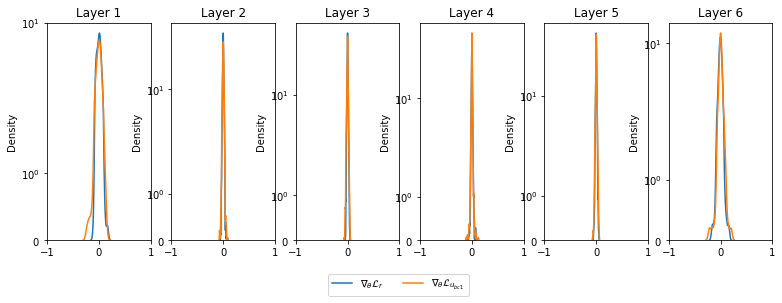 Layer 1 Layer 2 Layer 3 Layer 4 Layer 5 Layer 6
10¹ 10¹ 10¹ 10¹ 10¹ 10¹
Density Density Density Density Density Density
10⁰ 10⁰ 10⁰ 10⁰ 10⁰ 10⁰
0 0 0 0 0 0
−1 0 1 −1 0 1 −1 0 1 −1 0 1 −1 0 1 −1 0 1
∇θℒr ∇θℒu_bc1